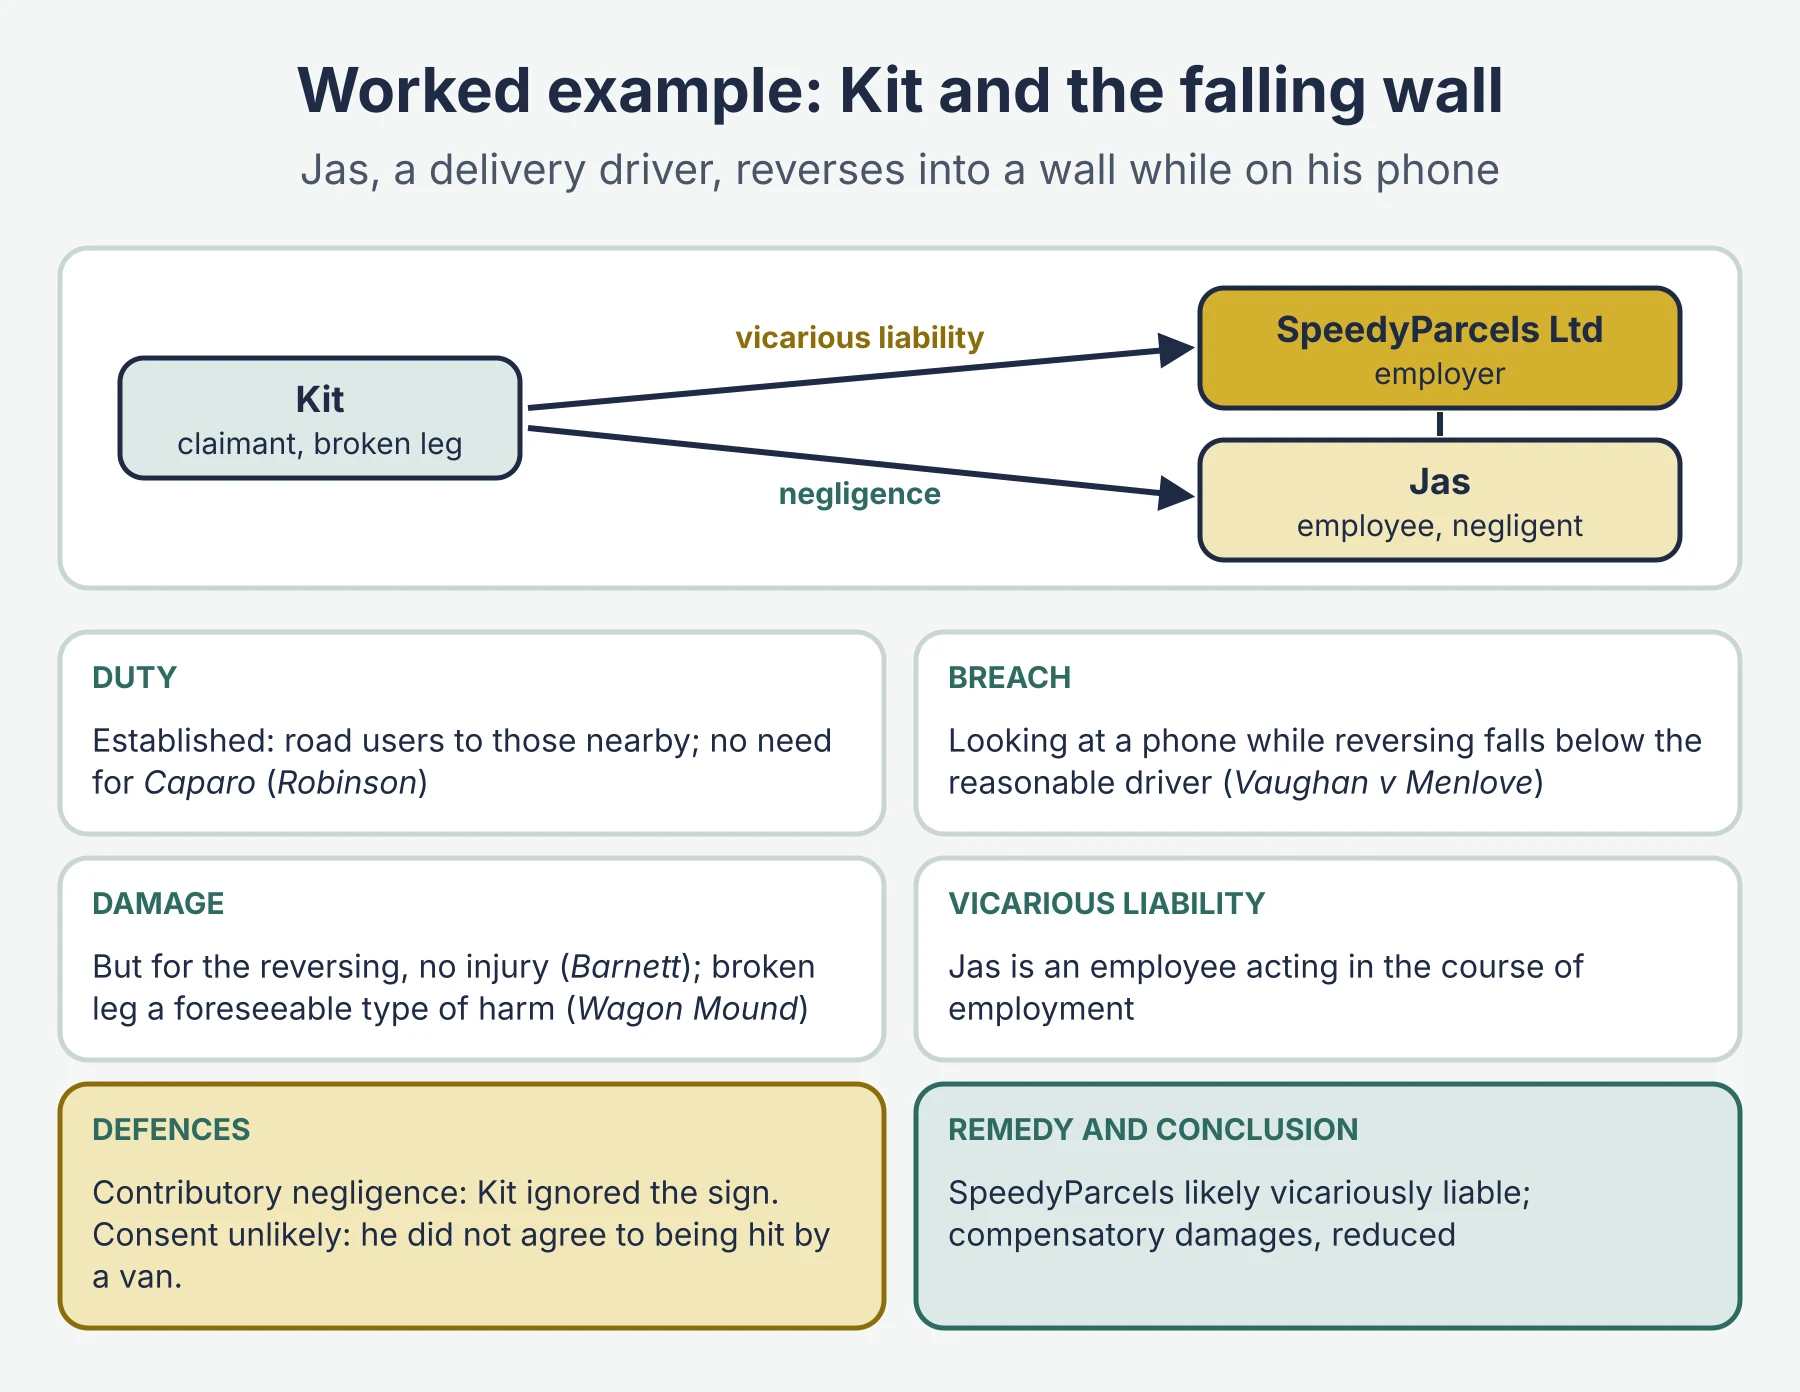 Worked example: Kit and the falling wall
Jas, a delivery driver, reverses into a wall while on his phone
Kit
claimant, broken leg
vicarious liability
negligence
SpeedyParcels Ltd
employer
Jas
employee, negligent
DUTY
Established: road users to those nearby; no need
for Caparo (Robinson)
BREACH
Looking at a phone while reversing falls below the
reasonable driver (Vaughan v Menlove)
DAMAGE
But for the reversing, no injury (Barnett); broken
leg a foreseeable type of harm (Wagon Mound)
VICARIOUS LIABILITY
Jas is an employee acting in the course of
employment
DEFENCES
Contributory negligence: Kit ignored the sign.
Consent unlikely: he did not agree to being hit by
a van.
REMEDY AND CONCLUSION
SpeedyParcels likely vicariously liable;
compensatory damages, reduced